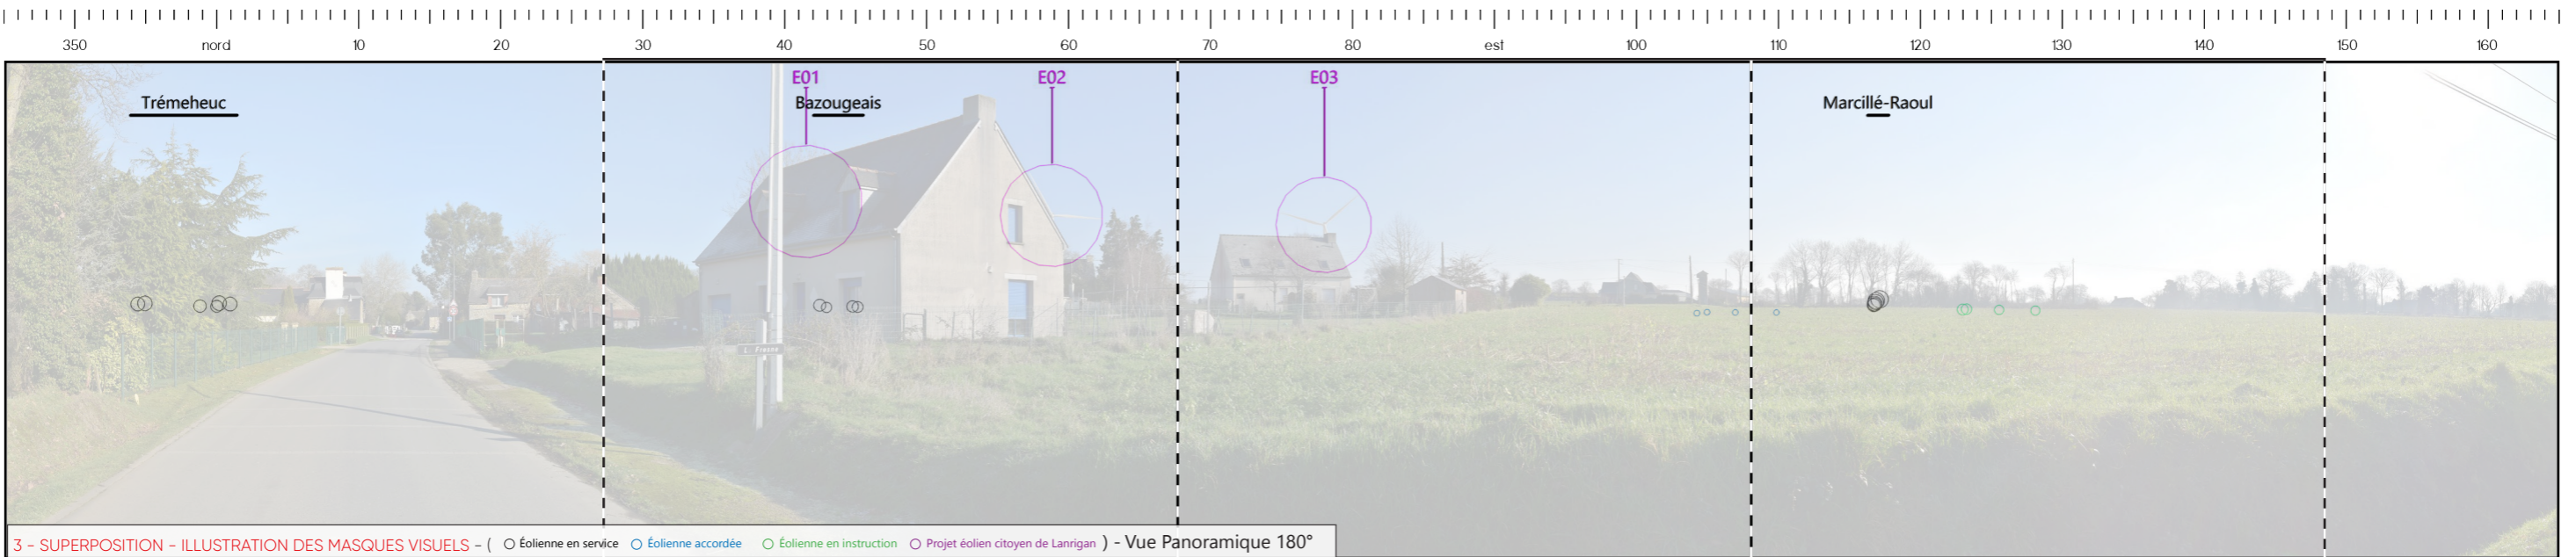 350 nord 10 20 30 40 50 60 70 80 est 100 110 120 130 140 150 160
E01 E02 E03
Trémeheuc Bazougeais Marcillé-Raoul
L. Fresne
3 - SUPERPOSITION - ILLUSTRATION DES MASQUES VISUELS - ( Éolienne en service Éolienne accordée Éolienne en instruction Projet éolien citoyen de Lanrigan ) - Vue Panoramique 180°